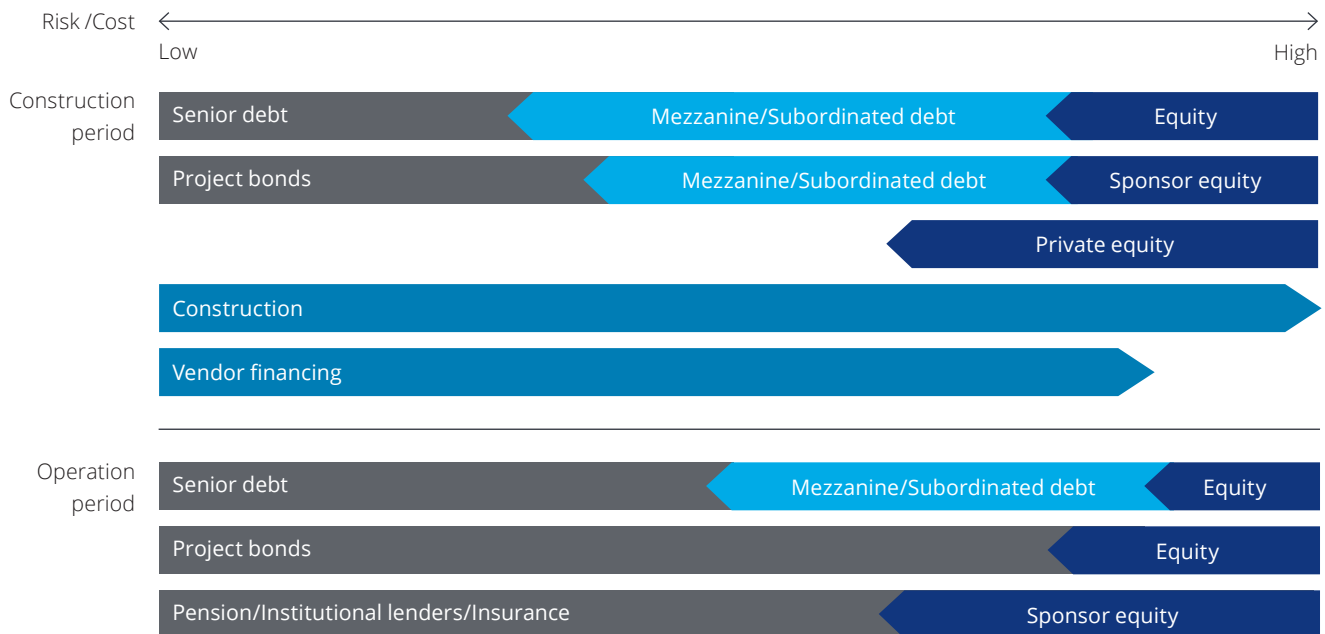 Risk /Cost
Low
High
Construction
period
Senior debt
Mezzanine/Subordinated debt
Equity
Project bonds
Mezzanine/Subordinated debt
Sponsor equity
Private equity
Construction
Vendor financing
Operation
period
Senior debt
Mezzanine/Subordinated debt
Equity
Project bonds
Equity
Pension/Institutional lenders/Insurance
Sponsor equity